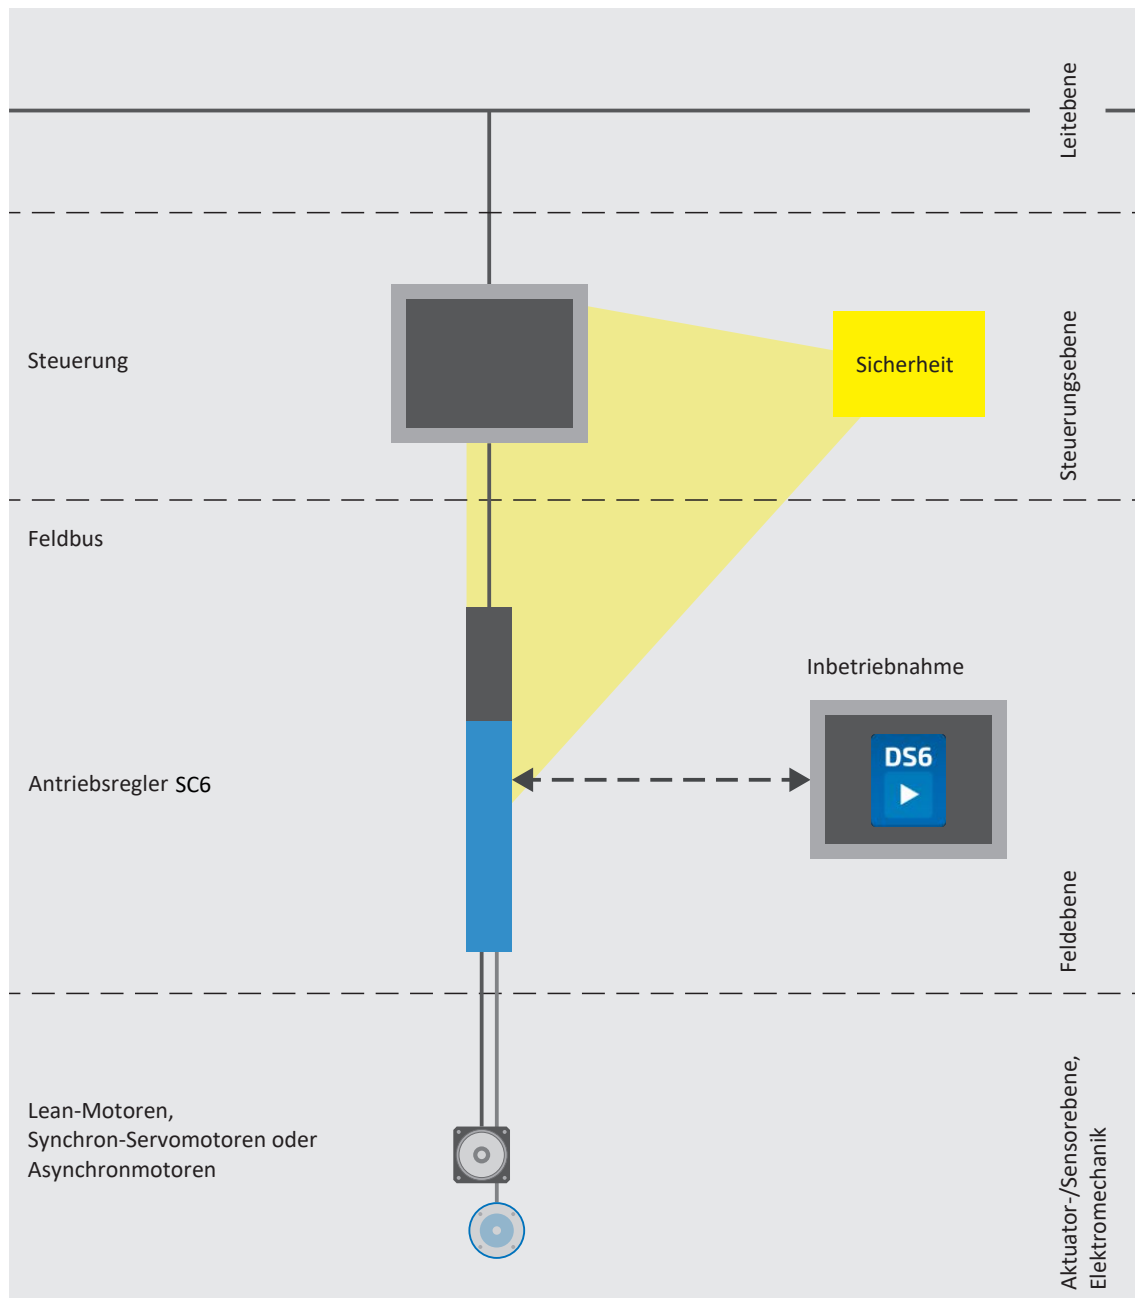 Leitebene
Steuerung
Sicherheit
Steuerungsebene
Feldbus
Inbetriebnahme
DS6
Antriebsregler SC6
Feldebene
Lean-Motoren,
Synchron-Servomotoren oder
Asynchronmotoren
Aktuator-/Sensorebene,
Elektromechanik